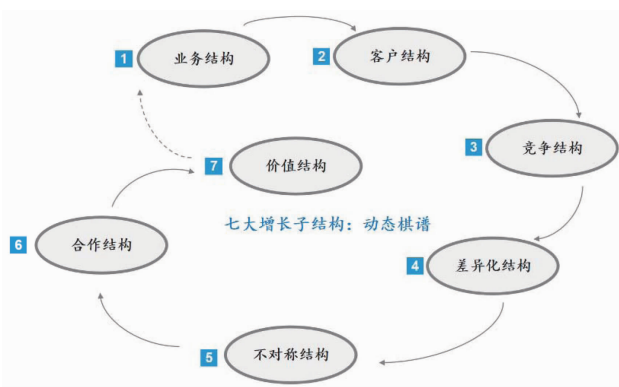 1 业务结构
2 客户结构
3 竞争结构
7 价值结构
七大增长子结构：动态棋谱
6 合作结构
4 差异化结构
5 不对称结构